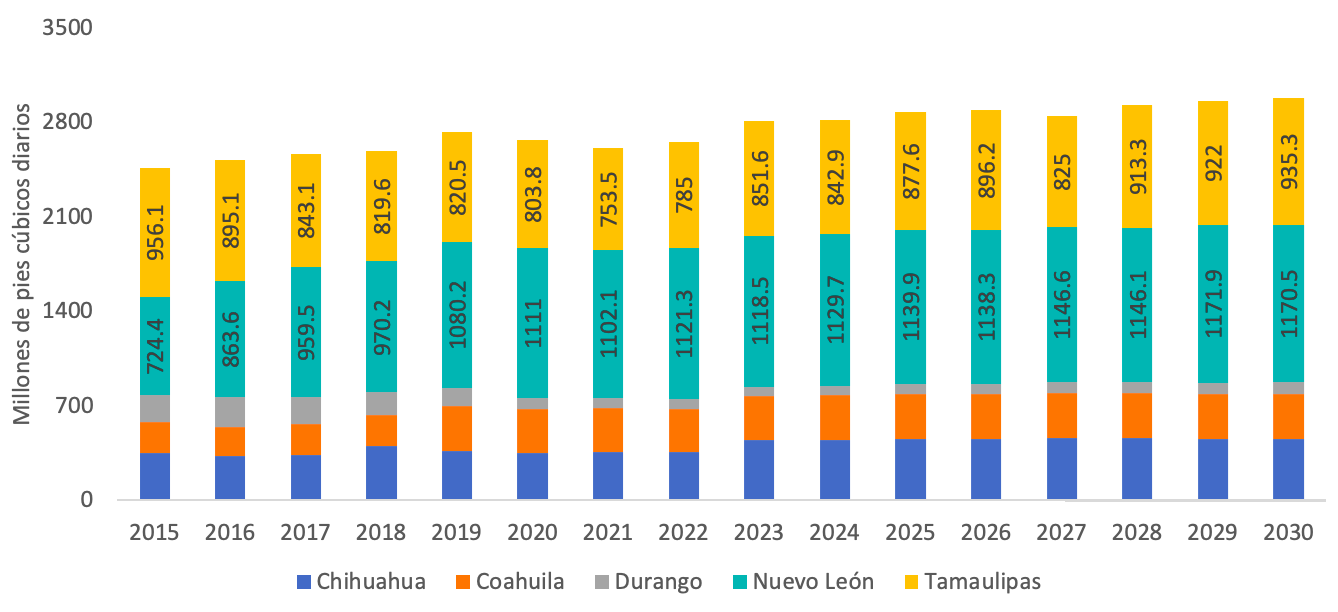 3500
2800
2100
1400
700
0
Millones de pies cúbicos diarios
956.1 895.1 843.1 819.6 820.5 803.8 753.5 785 851.6 842.9 877.6 896.2 825 913.3 922 935.3
724.4 863.6 959.5 970.2 1080.2 1111 1102.1 1121.3 1118.5 1129.7 1139.9 1138.3 1146.6 1146.1 1171.9 1170.5
2015 2016 2017 2018 2019 2020 2021 2022 2023 2024 2025 2026 2027 2028 2029 2030
Chihuahua Coahuila Durango Nuevo León Tamaulipas